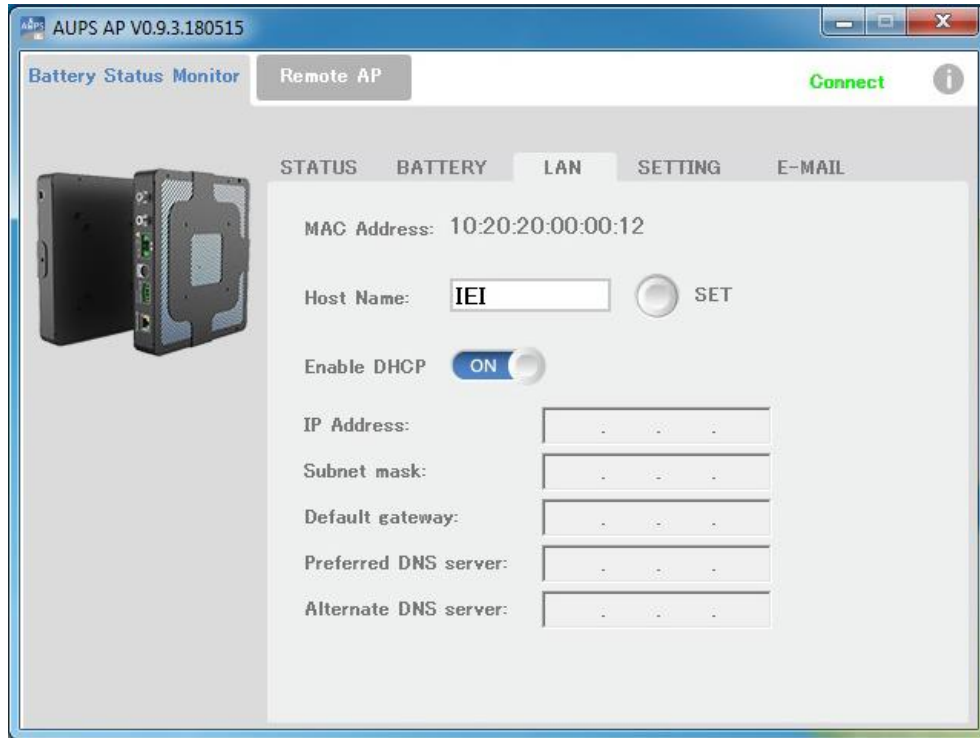 AUPS AP V0.9.3.180515
Battery Status Monitor
Remote AP
Connect
i
STATUS BATTERY LAN SETTING E-MAIL
MAC Address: 10:20:20:00:00:12
Host Name: IEI SET
Enable DHCP ON
IP Address: . . .
Subnet mask: . . .
Default gateway: . . .
Preferred DNS server: . . .
Alternate DNS server: . . .